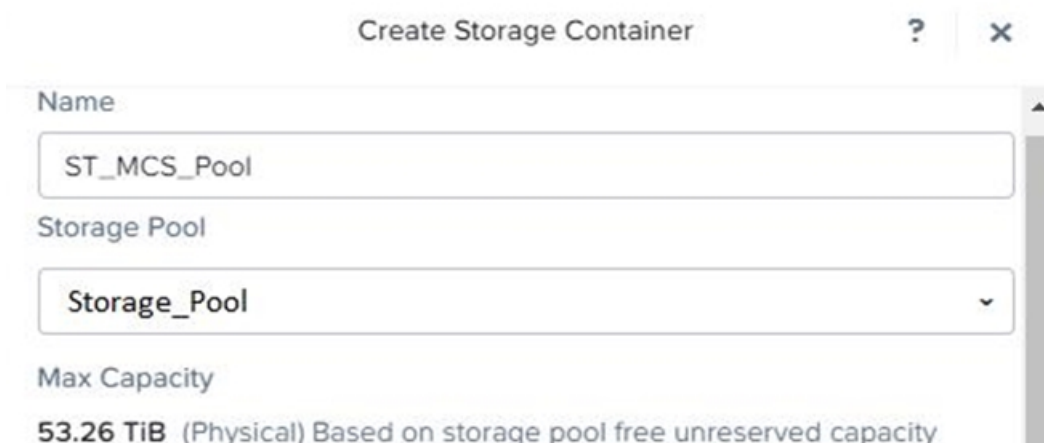 Create Storage Container ? ×
Name
ST_MCS_Pool
Storage Pool
Storage_Pool
Max Capacity
53.26 TiB (Physical) Based on storage pool free unreserved capacity